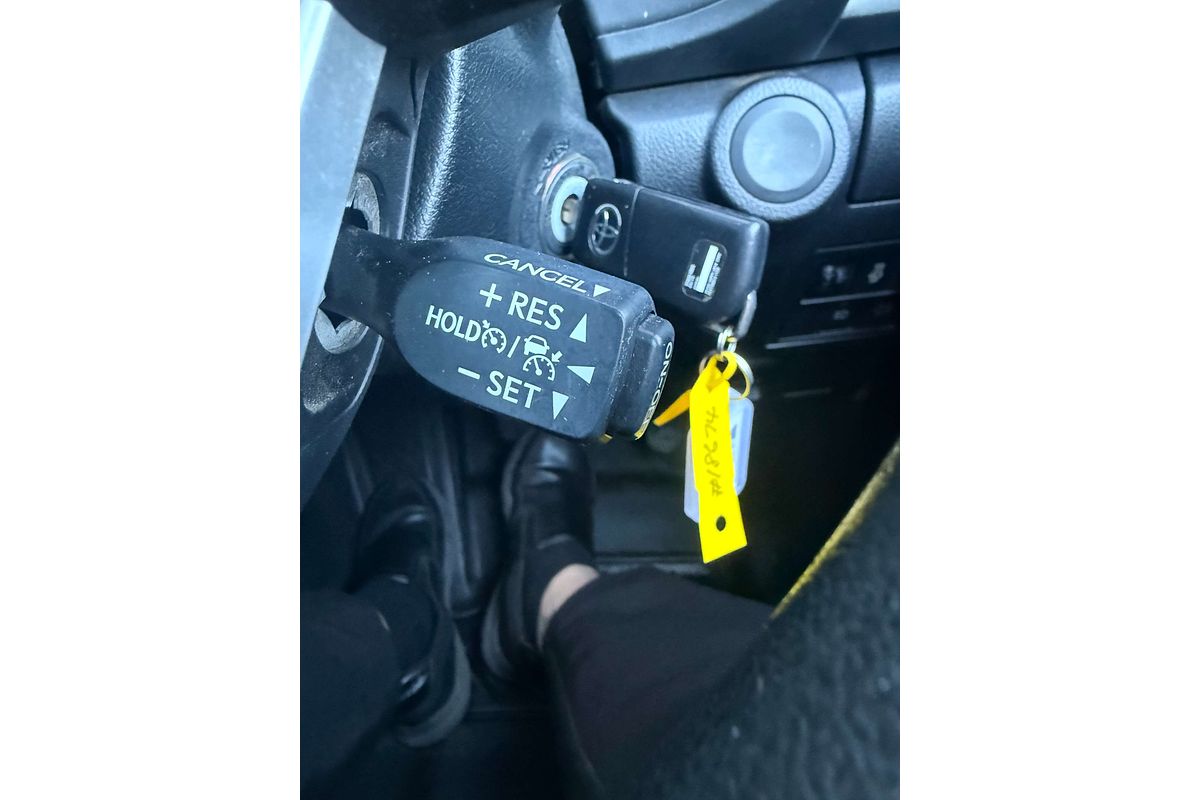 CANCEL
+ RES
HOLD /
- SET
ON-OFF